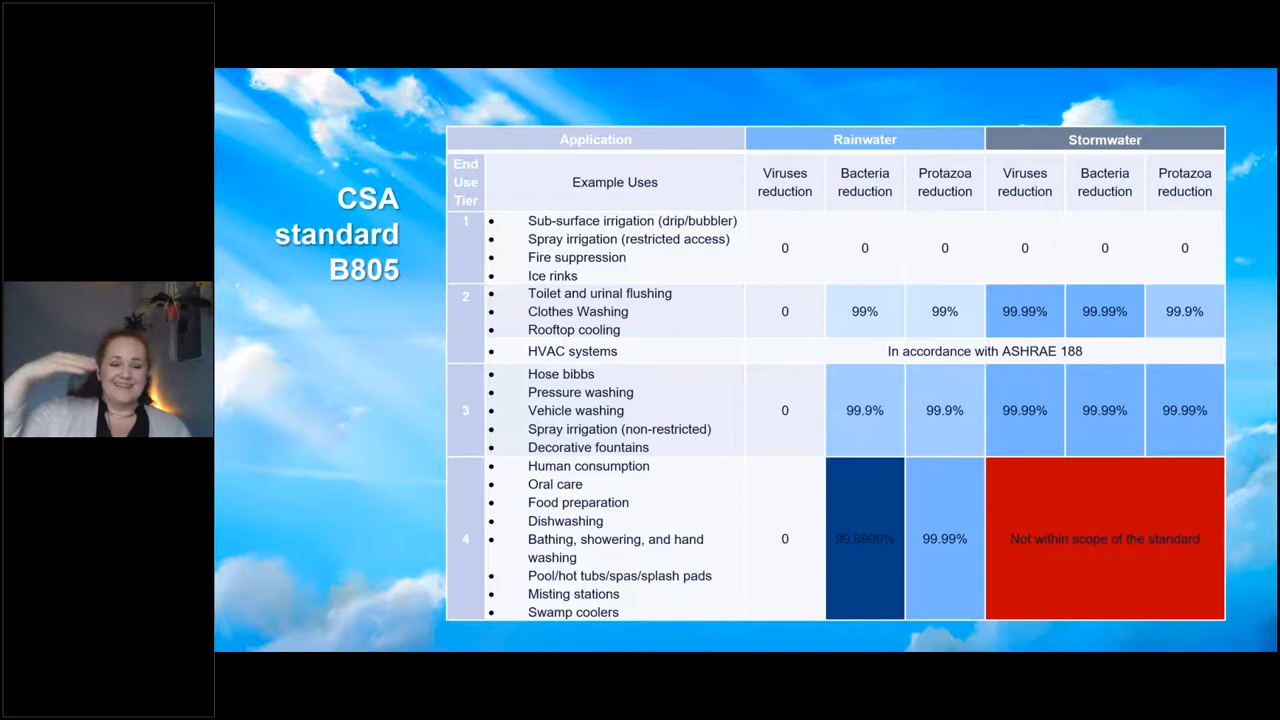 CSA
standard
B805
Application Rainwater Stormwater
End Use Tier Example Uses Viruses reduction Bacteria reduction Protazoa reduction Viruses reduction Bacteria reduction Protazoa reduction
1
• Sub-surface irrigation (drip/bubbler)
• Spray irrigation (restricted access)
• Fire suppression
• Ice rinks
0 0 0 0 0 0
2
• Toilet and urinal flushing
• Clothes Washing
• Rooftop cooling
0 99% 99% 99.99% 99.99% 99.9%
• HVAC systems In accordance with ASHRAE 188
3
• Hose bibbs
• Pressure washing
• Vehicle washing
• Spray irrigation (non-restricted)
• Decorative fountains
0 99.9% 99.9% 99.99% 99.99% 99.99%
4
• Human consumption
• Oral care
• Food preparation
• Dishwashing
• Bathing, showering, and hand
washing
• Pool/hot tubs/spas/splash pads
• Misting stations
• Swamp coolers
0 99.9999% 99.99% Not within scope of the standard